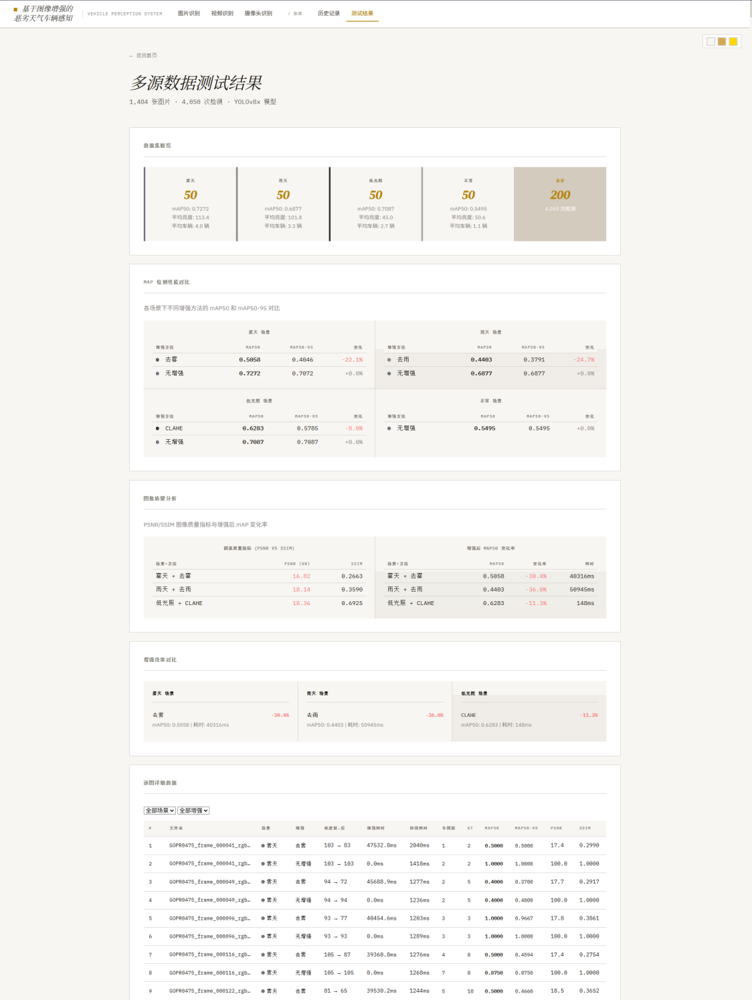 基于图像增强的
恶劣天气车辆感知
VEHICLE PERCEPTION SYSTEM
图片识别 视频识别 摄像头识别 / 数据 历史记录 测试结果
← 返回首页
多源数据测试结果
1,484 张图片 · 4,050 次检测 · YOLOv8x 模型
数据集概览
雾天 雨天 低光照 正常 总计
50 50 50 50 200
mAP50: 0.7272 mAP50: 0.6877 mAP50: 0.7087 mAP50: 0.5495 4,050 次检测
平均亮度: 113.4 平均亮度: 101.8 平均亮度: 45.0 平均亮度: 50.6
平均车辆: 4.0 辆 平均车辆: 3.3 辆 平均车辆: 2.7 辆 平均车辆: 1.1 辆
MAP 检测性能对比
各场景下不同增强方法的 mAP50 和 mAP50-95 对比
雾天 场景
增强方法 MAP50 MAP50-95 变化
去雾 0.5058 0.4046 -22.1%
无增强 0.7272 0.7072 +0.0%
雨天 场景
增强方法 MAP50 MAP50-95 变化
去雨 0.4403 0.3791 -24.7%
无增强 0.6877 0.6877 +0.0%
低光照 场景
增强方法 MAP50 MAP50-95 变化
CLAHE 0.6283 0.5785 -8.0%
无增强 0.7087 0.7087 +0.0%
正常 场景
增强方法 MAP50 MAP50-95 变化
无增强 0.5495 0.5495 +0.0%
图像质量分析
PSNR/SSIM 图像质量指标与增强后 mAP 变化率
图像质量指标 (PSNR VS SSIM)
场景+方法 PSNR (DB) SSIM
雾天 + 去雾 16.82 0.2663
雨天 + 去雨 18.14 0.3590
低光照 + CLAHE 18.36 0.6925
增强后 MAP50 变化率
场景+方法 MAP50 变化率 耗时
雾天 + 去雾 0.5058 -30.4% 40316ms
雨天 + 去雨 0.4403 -36.0% 50945ms
低光照 + CLAHE 0.6283 -11.3% 148ms
增强效果对比
雾天 场景
去雾 -30.4%
mAP50: 0.5058 | 耗时: 40316ms
雨天 场景
去雨 -36.0%
mAP50: 0.4403 | 耗时: 50945ms
低光照 场景
CLAHE -11.3%
mAP50: 0.6283 | 耗时: 148ms
逐图详细数据
全部场景 全部增强
# 文件名 场景 增强 亮度前→后 增强耗时 检测耗时 车辆数 GT MAP50 MAP50-95 PSNR SSIM
1 GOPR0475_frame_000041_rgb… 雾天 去雾 103 → 83 47532.8ms 2040ms 1 2 0.5000 0.5000 17.4 0.2990
2 GOPR0475_frame_000041_rgb… 雾天 无增强 103 → 103 0.0ms 1418ms 2 2 1.0000 1.0000 100.0 1.0000
3 GOPR0475_frame_000049_rgb… 雾天 去雾 94 → 72 45688.9ms 1277ms 2 5 0.4000 0.3700 17.7 0.2917
4 GOPR0475_frame_000049_rgb… 雾天 无增强 94 → 94 0.0ms 1236ms 2 5 0.4000 0.4000 100.0 1.0000
5 GOPR0475_frame_000096_rgb… 雾天 去雾 93 → 77 40454.6ms 1203ms 3 3 1.0000 0.9667 17.8 0.3861
6 GOPR0475_frame_000096_rgb… 雾天 无增强 93 → 93 0.0ms 1289ms 3 3 1.0000 1.0000 100.0 1.0000
7 GOPR0475_frame_000116_rgb… 雾天 去雾 105 → 87 39360.8ms 1276ms 4 8 0.5000 0.4594 17.4 0.2754
8 GOPR0475_frame_000116_rgb… 雾天 无增强 105 → 105 0.0ms 1268ms 7 8 0.8750 0.8750 100.0 1.0000
9 GOPR0475_frame_000122_rgb… 雾天 去雾 81 → 65 39530.2ms 1244ms 5 10 0.5000 0.4660 18.5 0.3652